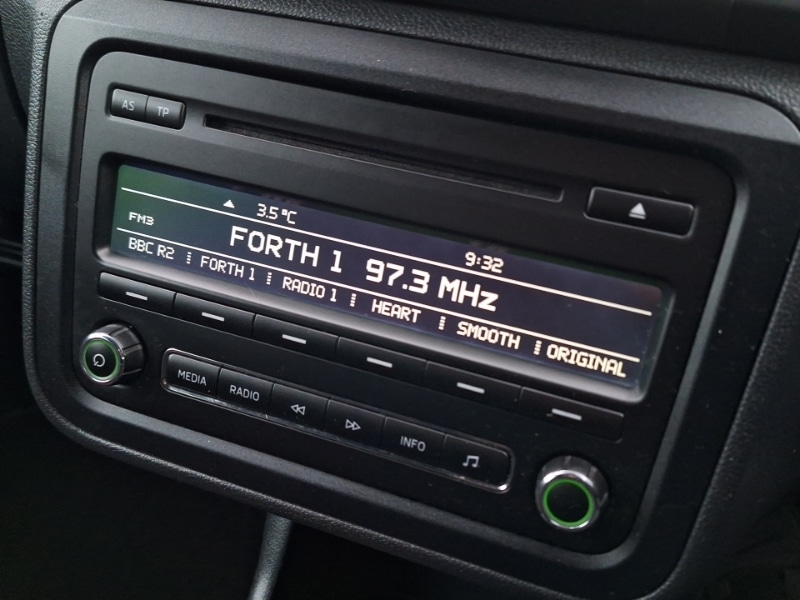 AS TP
3.5 °C
FM3 FORTH 1 97.3 MHz 9:32
BBC R2 FORTH 1 RADIO 1 HEART SMOOTH ORIGINAL
MEDIA RADIO INFO